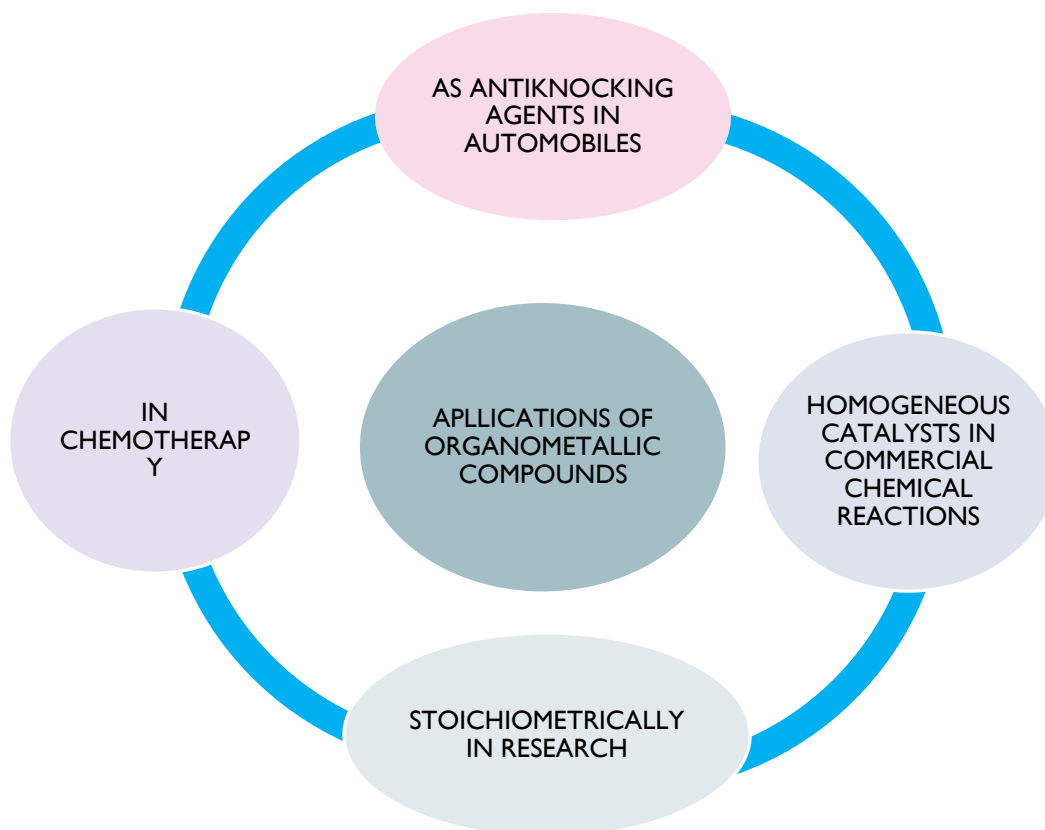 AS ANTIKNOCKING
AGENTS IN
AUTOMOBILES
IN
CHEMOTHERAP
Y
APLLICATIONS OF
ORGANOMETALLIC
COMPOUNDS
HOMOGENEOUS
CATALYSTS IN
COMMERCIAL
CHEMICAL
REACTIONS
STOICHIOMETRICALLY
IN RESEARCH